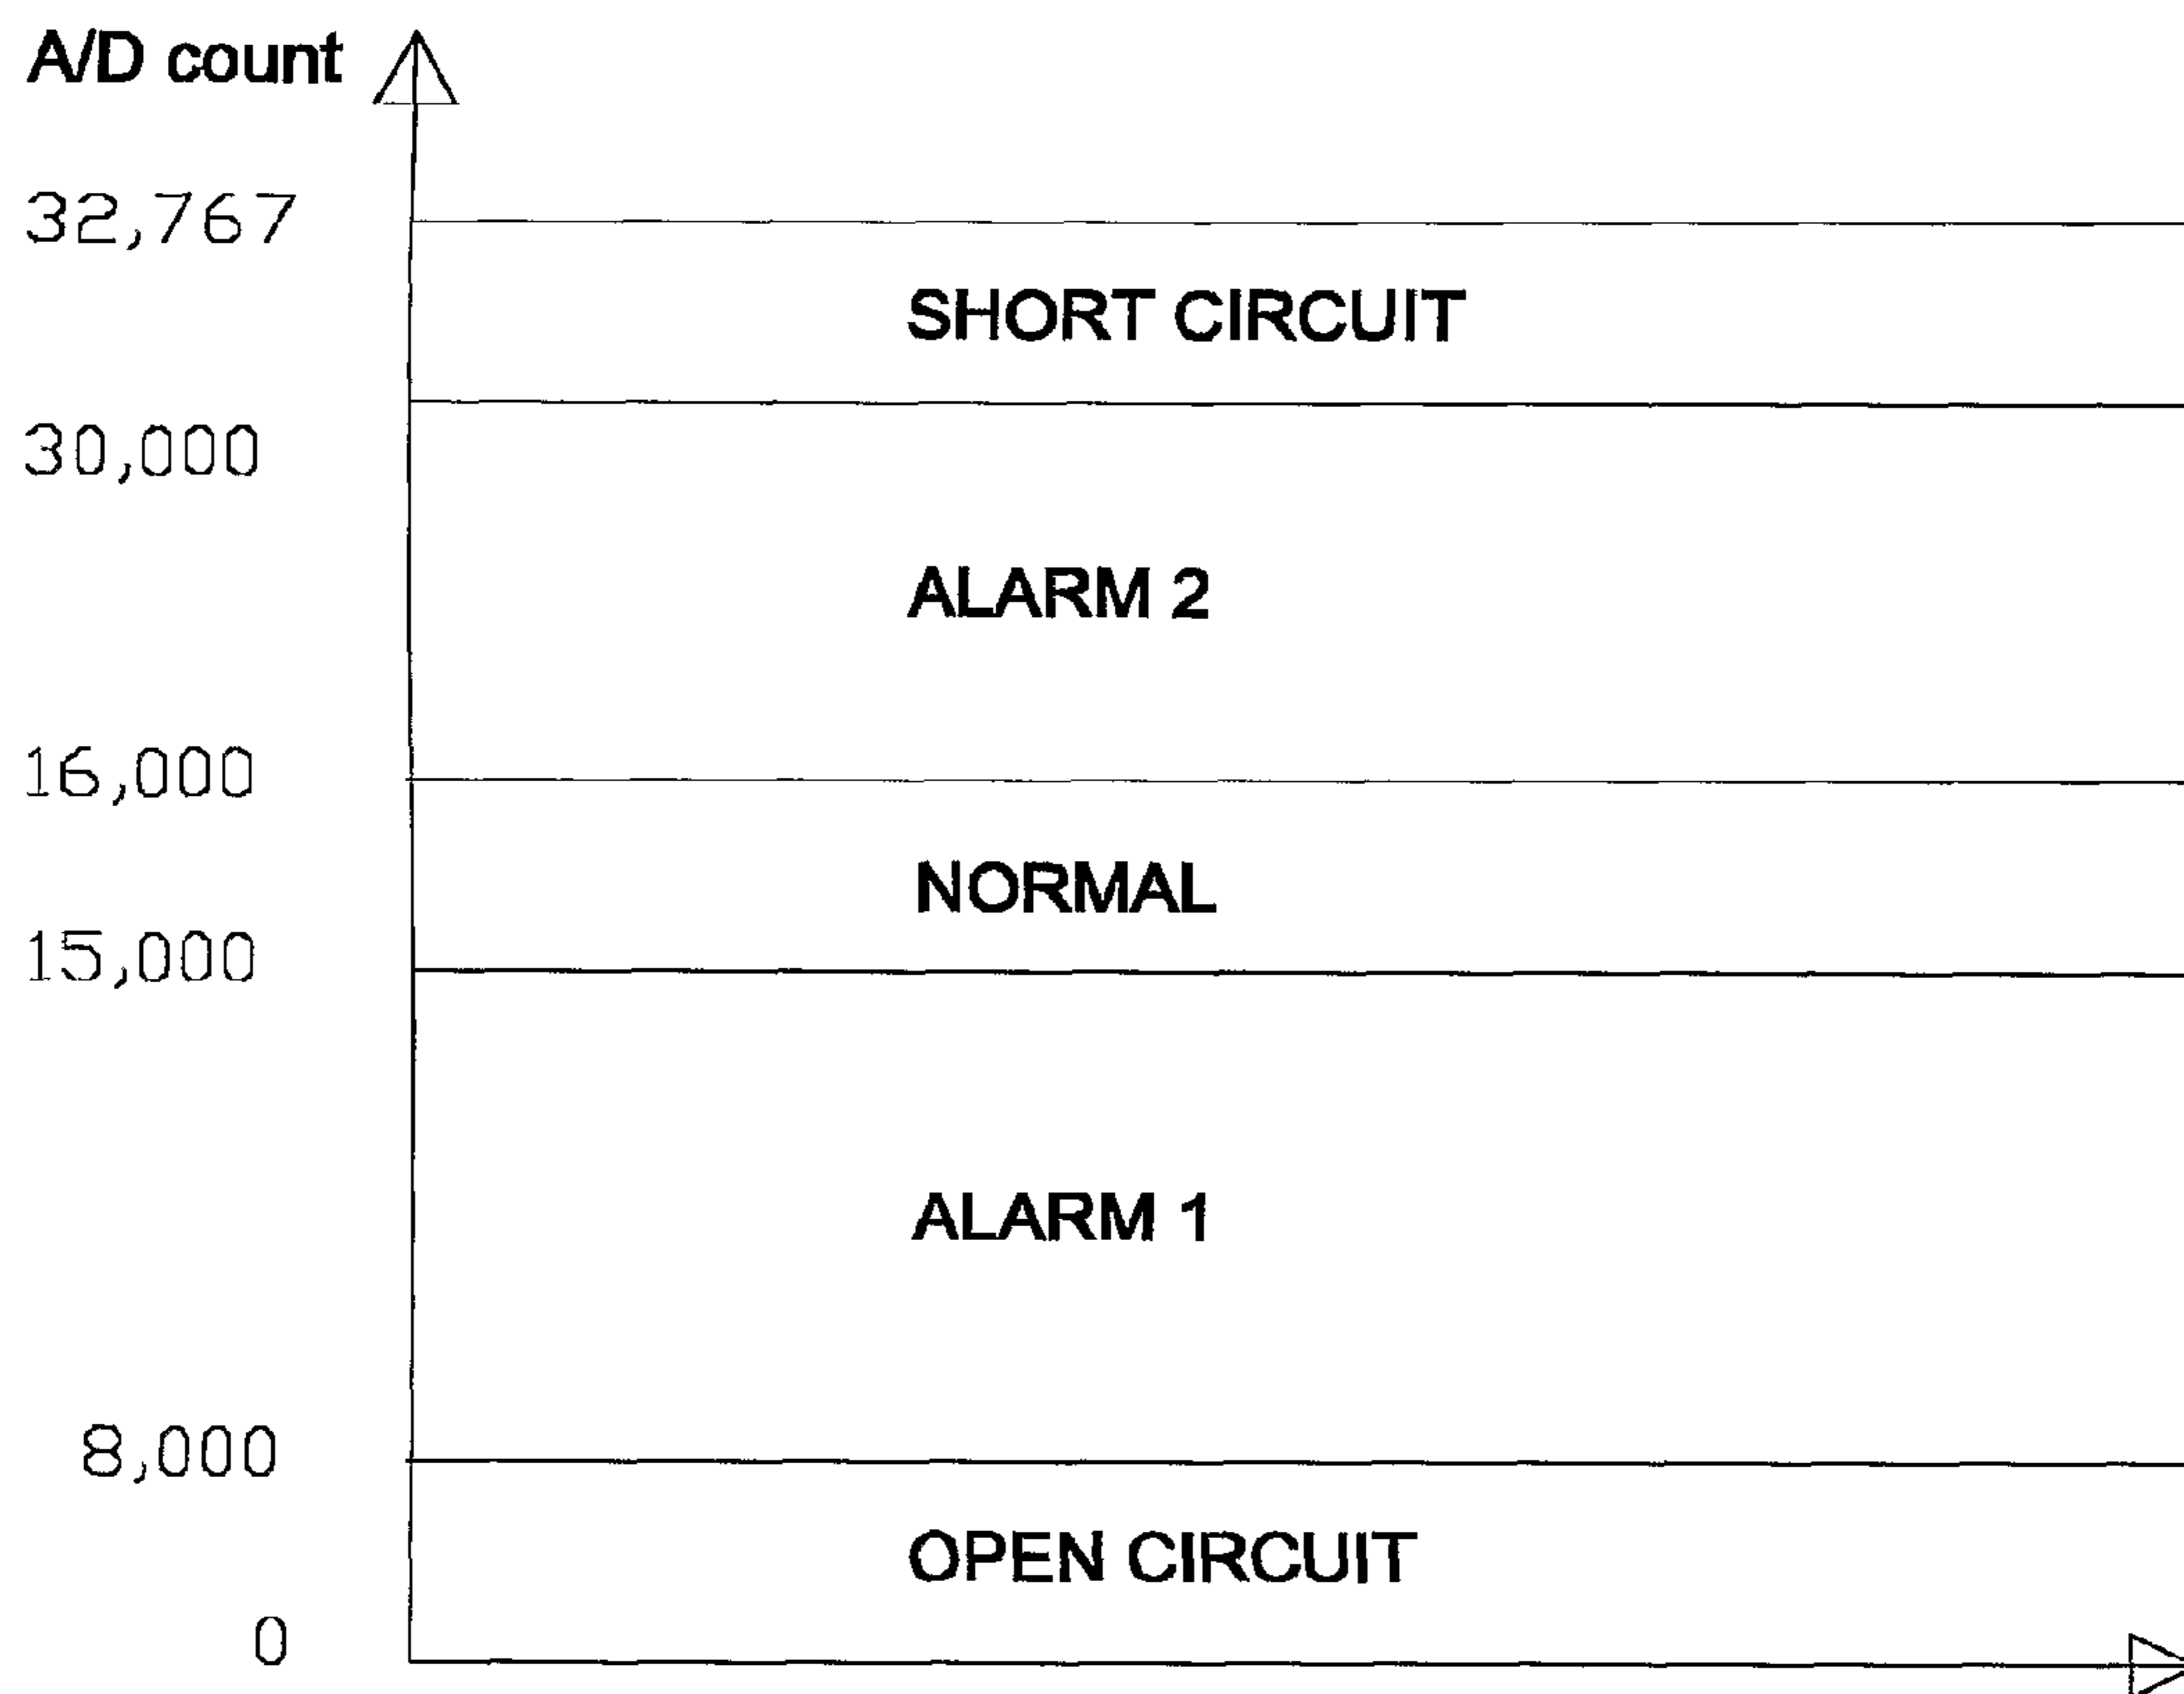 A/D count
32,767
SHORT CIRCUIT
30,000
ALARM 2
16,000
NORMAL
15,000
ALARM 1
8,000
OPEN CIRCUIT
0